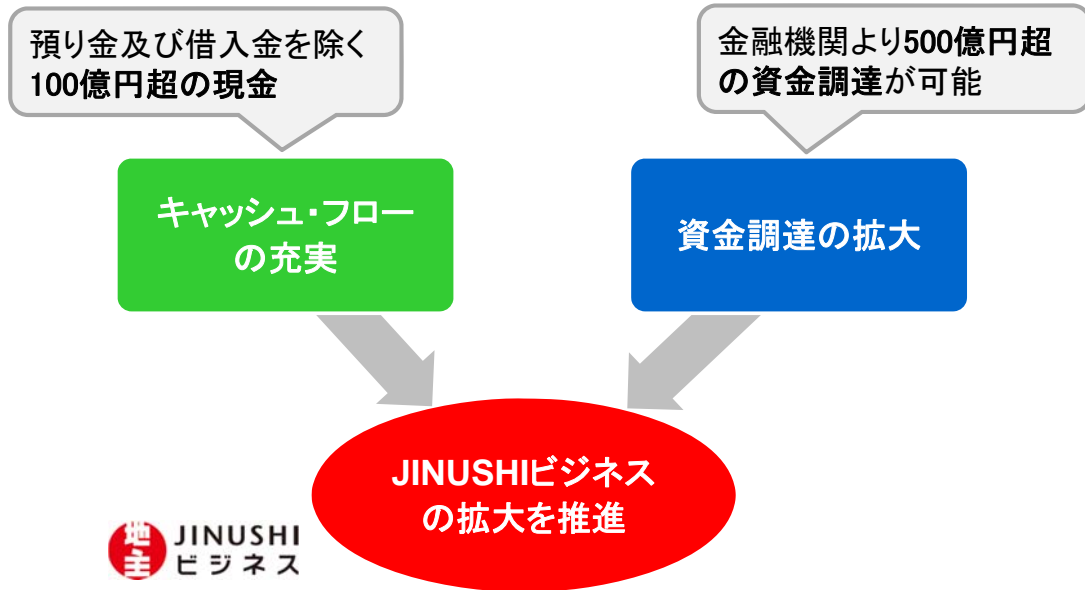 預り金及び借入金を除く
100億円超の現金
金融機関より500億円超
の資金調達が可能
キャッシュ・フロー
の充実
資金調達の拡大
JINUSHIビジネス
の拡大を推進
地主
JINUSHI
ビジネス